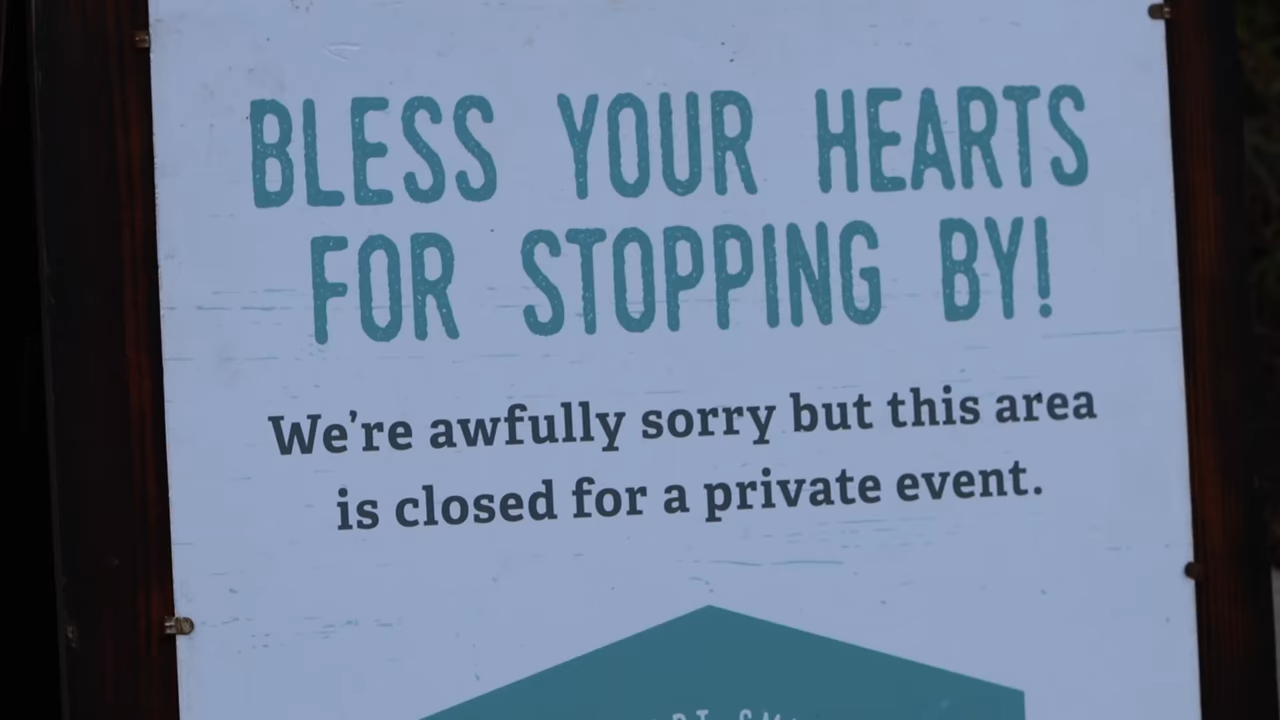 BLESS YOUR HEARTS
FOR STOPPING BY!
We're awfully sorry but this area
is closed for a private event.